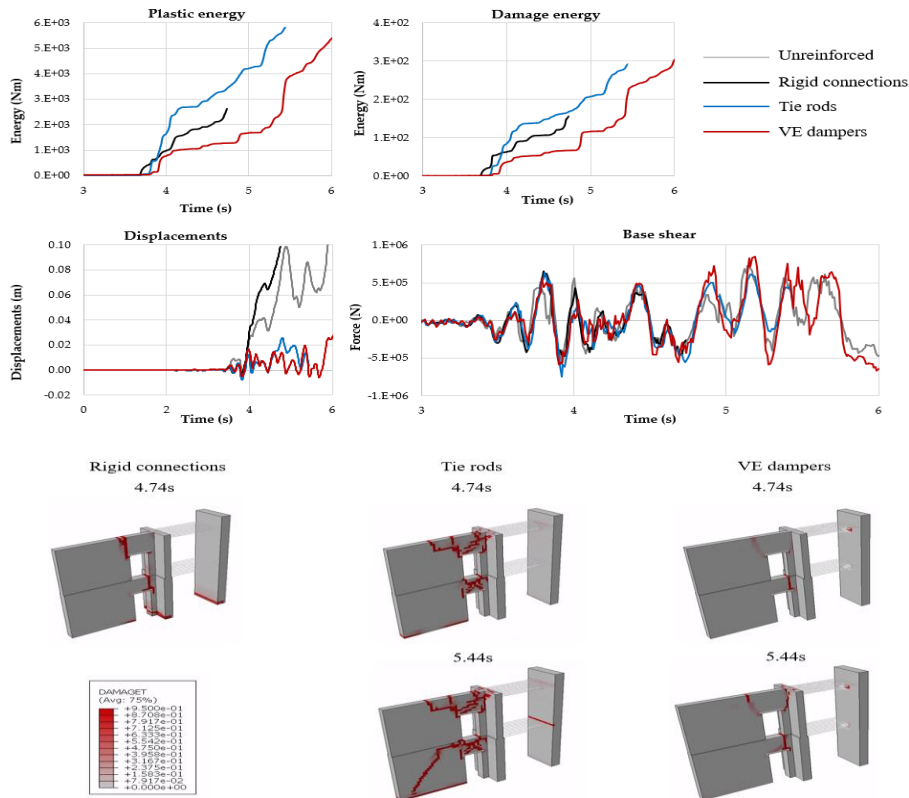 Plastic energy
6.E+03
5.E+03
4.E+03
3.E+03
2.E+03
1.E+03
0.E+00
Energy (Nm)
3 4 5 6
Time (s)
Damage energy
4.E+02
3.E+02
2.E+02
1.E+02
0.E+00
Energy (Nm)
3 4 5 6
Time (s)
Unreinforced
Rigid connections
Tie rods
VE dampers
Displacements
0.10
0.08
0.06
0.04
0.02
0.00
-0.02
Displacements (m)
0 2 4 6
Time (s)
Base shear
1.E+06
5.E+05
0.E+00
-5.E+05
-1.E+06
Force (N)
3 4 5 6
Time (s)
Rigid connections
4.74s
Tie rods
4.74s
VE dampers
4.74s
5.44s
5.44s
DAMAGET
(Avg: 75%)
+9.500e-01
+8.708e-01
+7.917e-01
+7.125e-01
+6.333e-01
+5.542e-01
+4.750e-01
+3.958e-01
+3.167e-01
+2.375e-01
+1.583e-01
+7.917e-02
+0.000e+00